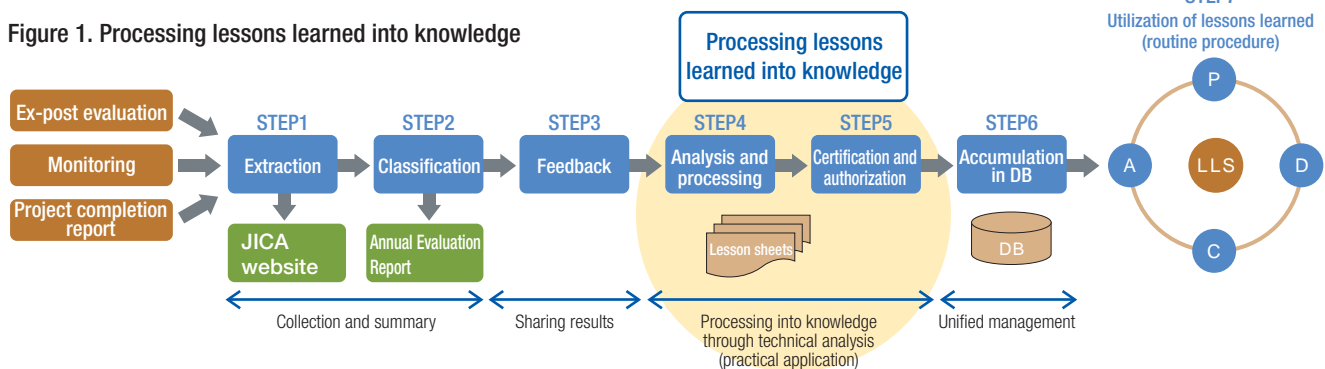 STEP7
Utilization of lessons learned
(routine procedure)
Figure 1. Processing lessons learned into knowledge
Processing lessons
learned into knowledge
Ex-post evaluation
Monitoring
Project completion
report
STEP1
Extraction
STEP2
Classification
STEP3
Feedback
STEP4
Analysis and
processing
STEP5
Certification and
authorization
STEP6
Accumulation
in DB
P
A
LLS
D
C
JICA
website
Annual Evaluation
Report
Lesson sheets
DB
Collection and summary
Sharing results
Processing into knowledge
through technical analysis
(practical application)
Unified management